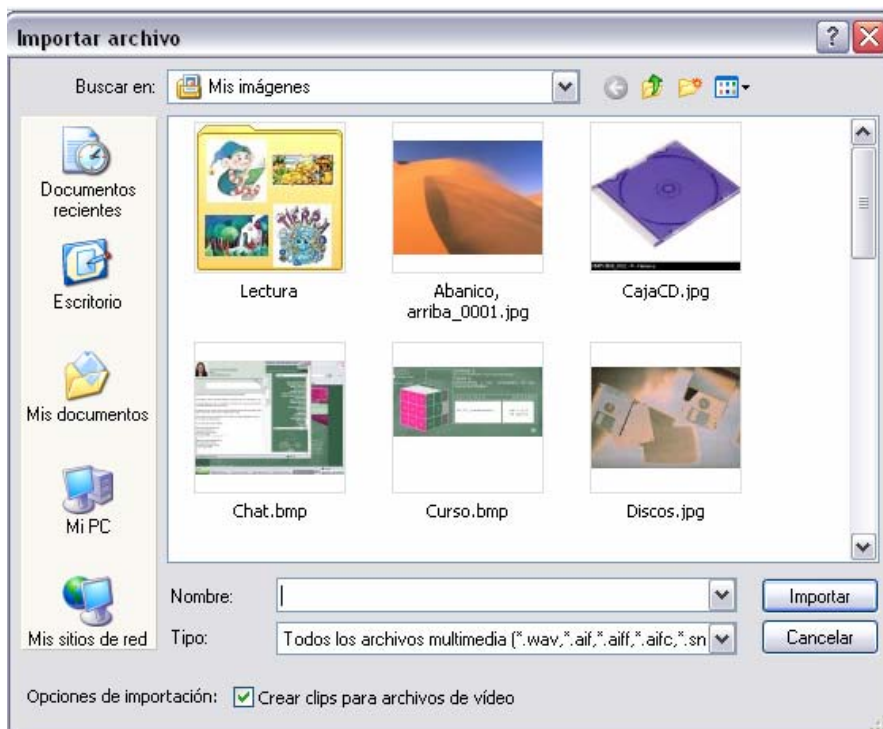 Importar archivo
Buscar en:
Mis imágenes
Documentos
recientes
Escritorio
Mis documentos
Mi PC
Mis sitios de red
TIERRA
Lectura
Abanico,
arriba_0001.jpg
CajaCD.jpg
Chat.bmp
Curso.bmp
Discos.jpg
Nombre:
Importar
Tipo:
Todos los archivos multimedia (*.wav,*.aif,*.aiff,*.aifc,*.sn
Cancelar
Opciones de importación:
Crear clips para archivos de vídeo